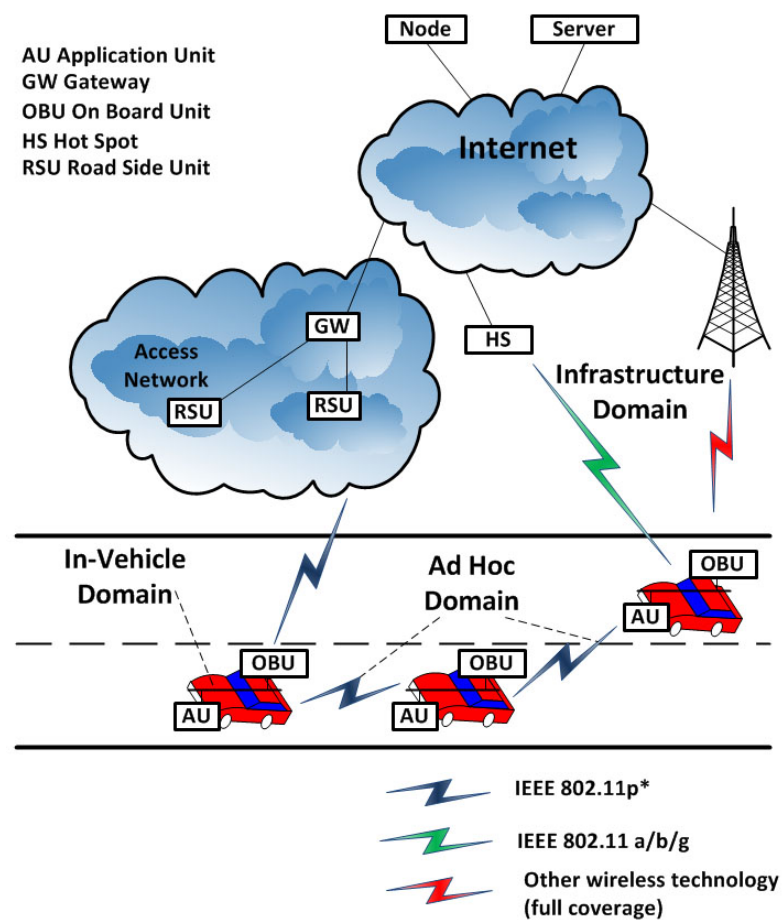 Node
Server
AU Application Unit
GW Gateway
OBU On Board Unit
HS Hot Spot
RSU Road Side Unit
Internet
GW
HS
Access
Network
RSU
RSU
Infrastructure
Domain
In-Vehicle
Domain
Ad Hoc
Domain
OBU
AU
OBU
AU
OBU
AU
IEEE 802.11p*
IEEE 802.11 a/b/g
Other wireless technology
(full coverage)